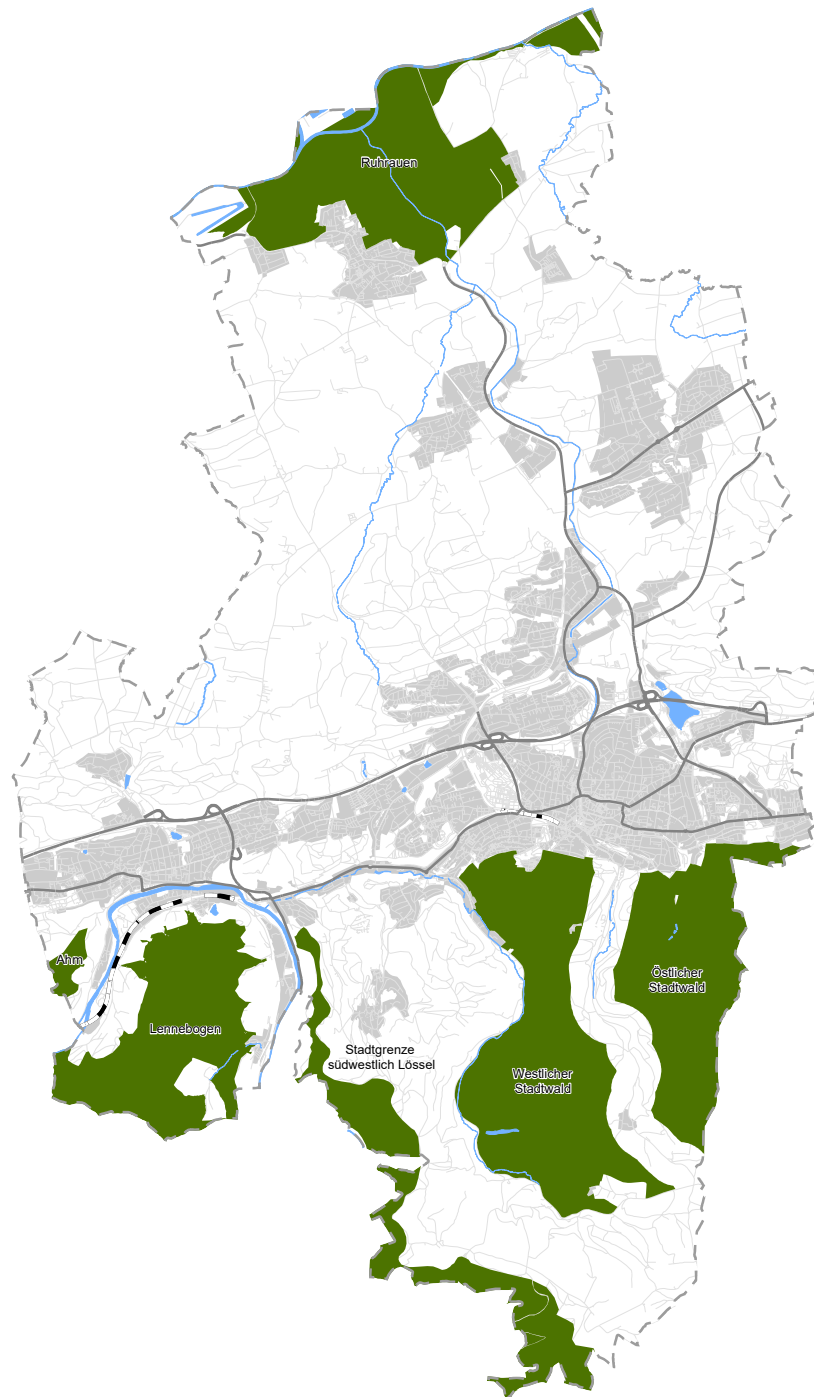 Ruhrauen
Ahm
Östlicher
Stadtwald
Lennebogen
Stadtgrenze
südwestlich Lössel
Westlicher
Stadtwald